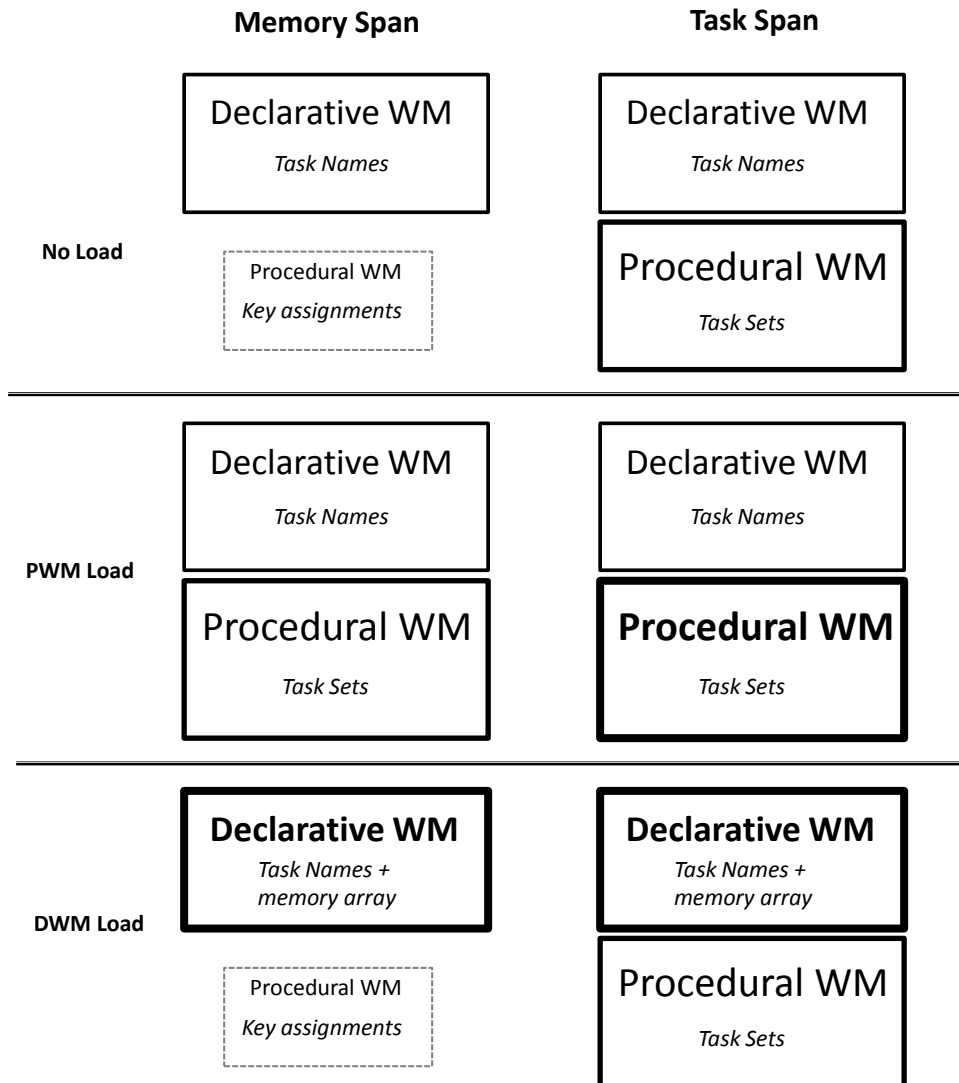 Memory Span
Task Span
No Load
Declarative WM
Task Names
Procedural WM
Key assignments
Declarative WM
Task Names
Procedural WM
Task Sets
PWM Load
Declarative WM
Task Names
Procedural WM
Task Sets
Declarative WM
Task Names
Procedural WM
Task Sets
DWM Load
Declarative WM
Task Names +
memory array
Procedural WM
Key assignments
Declarative WM
Task Names +
memory array
Procedural WM
Task Sets